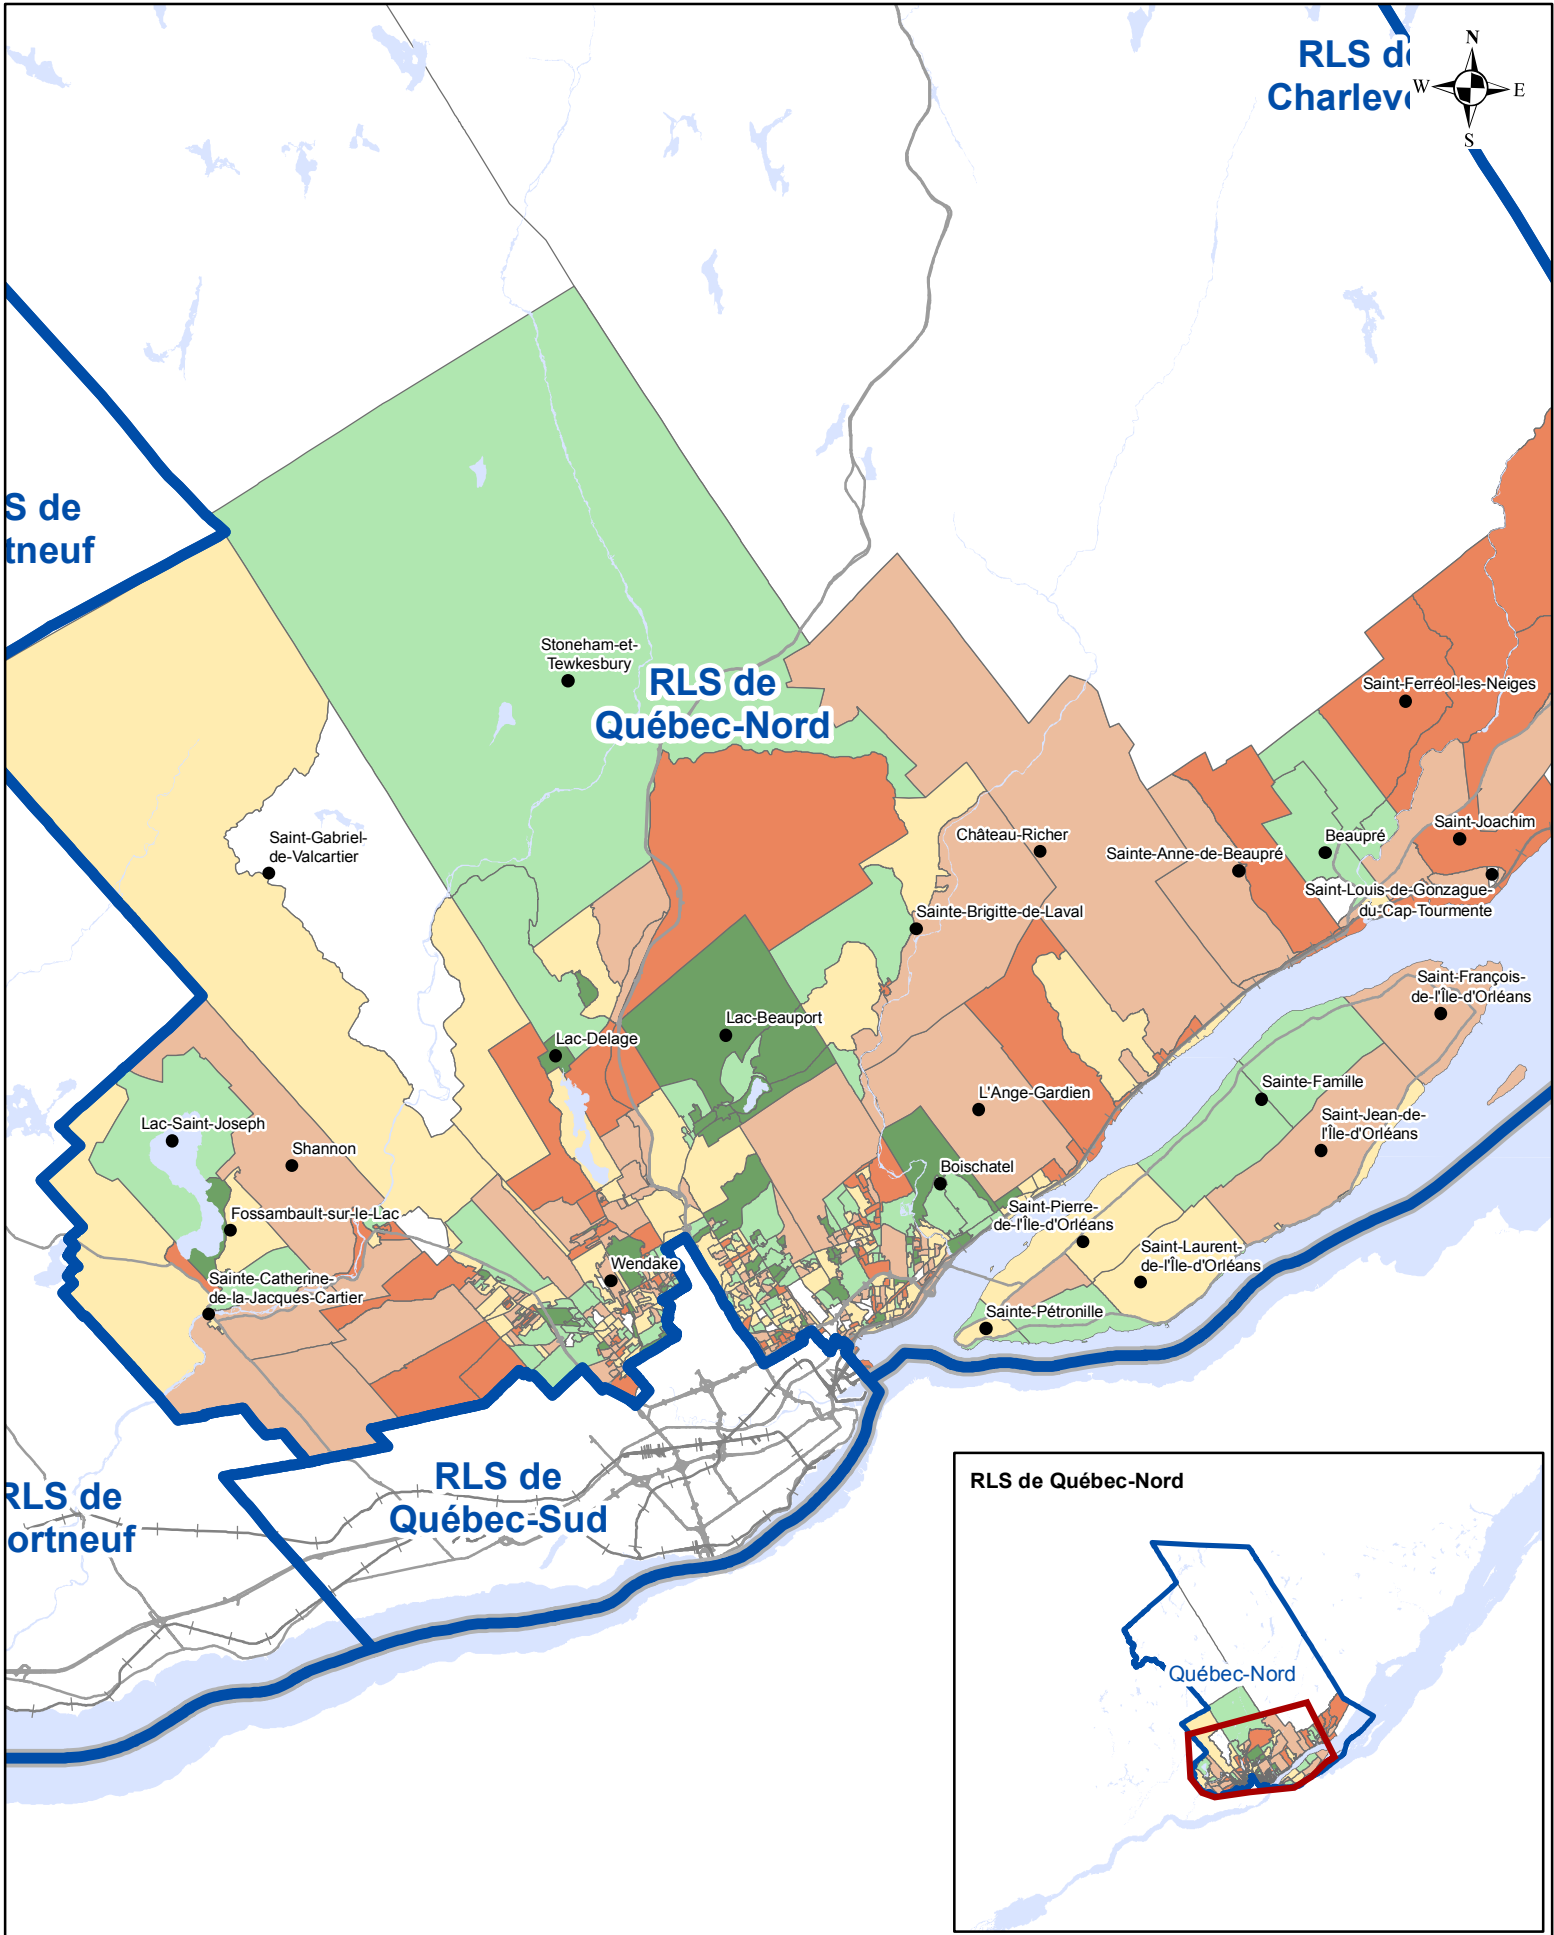 RLS de
Charlevo
N
W
E
S
S de
tneuf
Stoneham-et-
Tewkesbury
RLS de
Québec-Nord
Saint-Ferréol-les-Neiges
Saint-Gabriel-
de-Valcartier
Château-Richer
Sainte-Anne-de-Beaupré
Beaupré
Saint-Joachim
Saint-Louis-de-Gonzague-
du-Cap-Tourmente
Sainte-Brigitte-de-Laval
Saint-François-
de-l'Île-d'Orléans
Lac-Beauport
Lac-Delage
L'Ange-Gardien
Sainte-Famille
Saint-Jean-de-
l'Île-d'Orléans
Lac-Saint-Joseph
Shannon
Boischatel
Fossambault-sur-le-Lac
Saint-Pierre-
de-l'Île-d'Orléans
Saint-Laurent-
de-l'Île-d'Orléans
Wendake
Sainte-Catherine-
de-la-Jacques-Cartier
Sainte-Pétronille
RLS de
Québec-Sud
RLS de
ortneuf
RLS de Québec-Nord
Québec-Nord